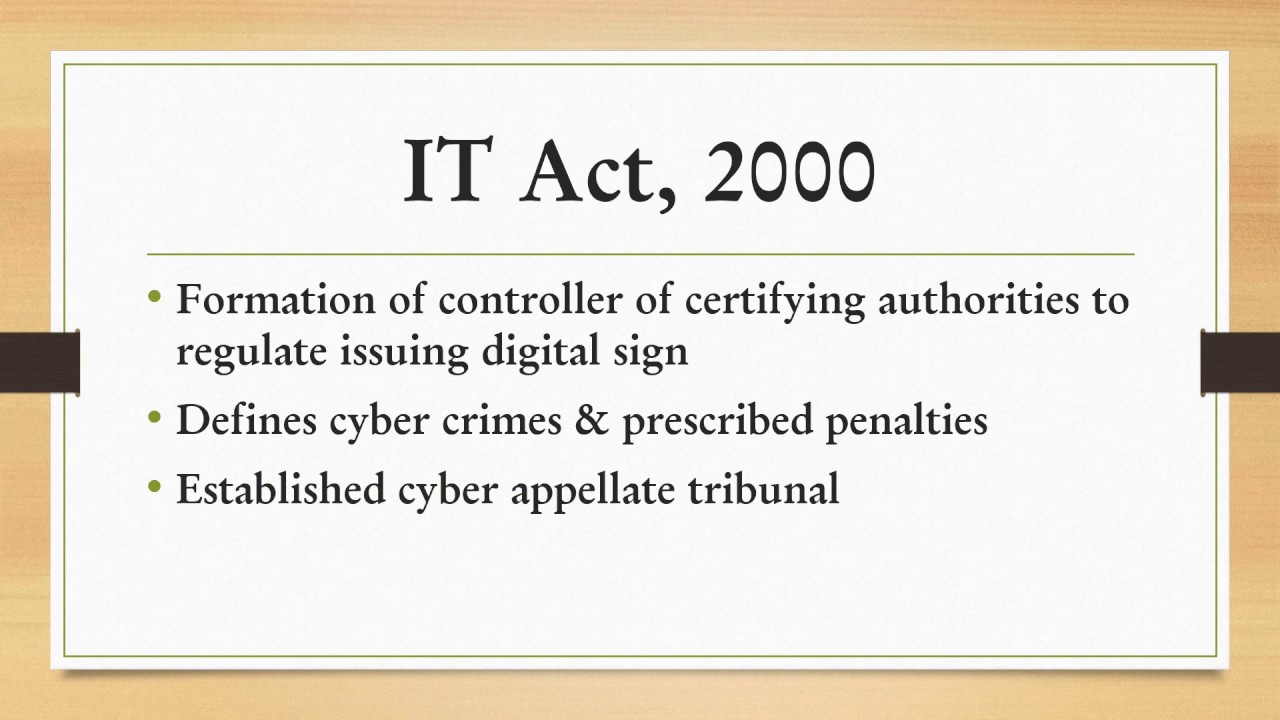 IT Act, 2000
• Formation of controller of certifying authorities to
regulate issuing digital sign
• Defines cyber crimes & prescribed penalties
• Established cyber appellate tribunal